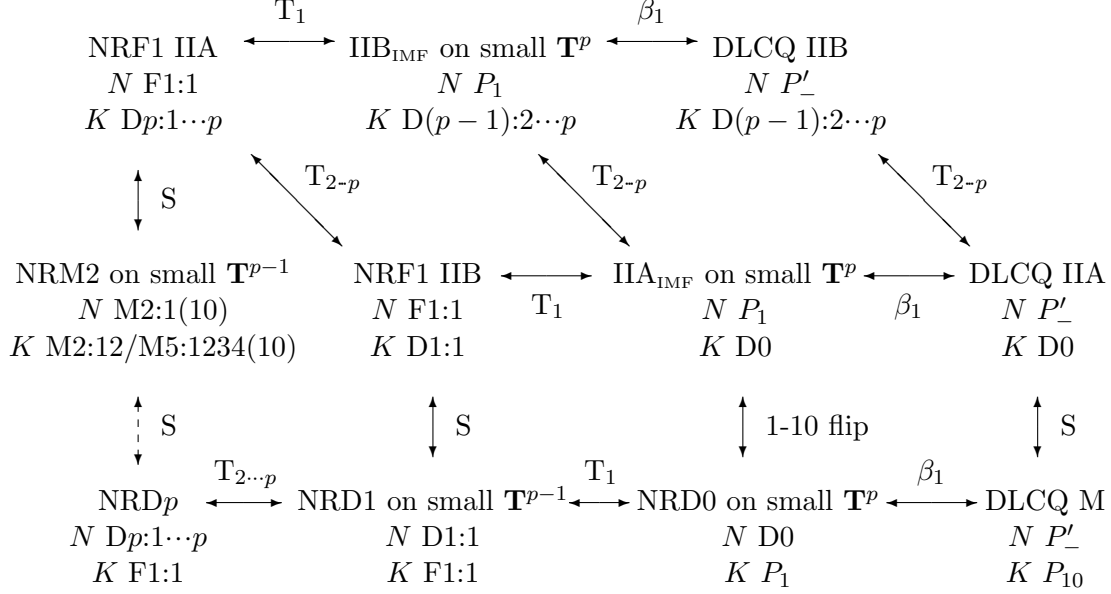 T₁ β₁
NRF1 IIA IIB_IMF on small **T**ᵖ DLCQ IIB
N F1:1 N P₁ N P′₋
K Dp:1···p K D(p − 1):2···p K D(p − 1):2···p
S T₂₋ₚ T₂₋ₚ T₂₋ₚ
NRM2 on small **T**ᵖ⁻¹ NRF1 IIB IIA_IMF on small **T**ᵖ DLCQ IIA
N M2:1(10) N F1:1 T₁ N P₁ β₁ N P′₋
K M2:12/M5:1234(10) K D1:1 K D0 K D0
S S 1-10 flip S
T₂···ₚ T₁ β₁
NRDp NRD1 on small **T**ᵖ⁻¹ NRD0 on small **T**ᵖ DLCQ M
N Dp:1···p N D1:1 N D0 N P′₋
K F1:1 K F1:1 K P₁ K P₁₀